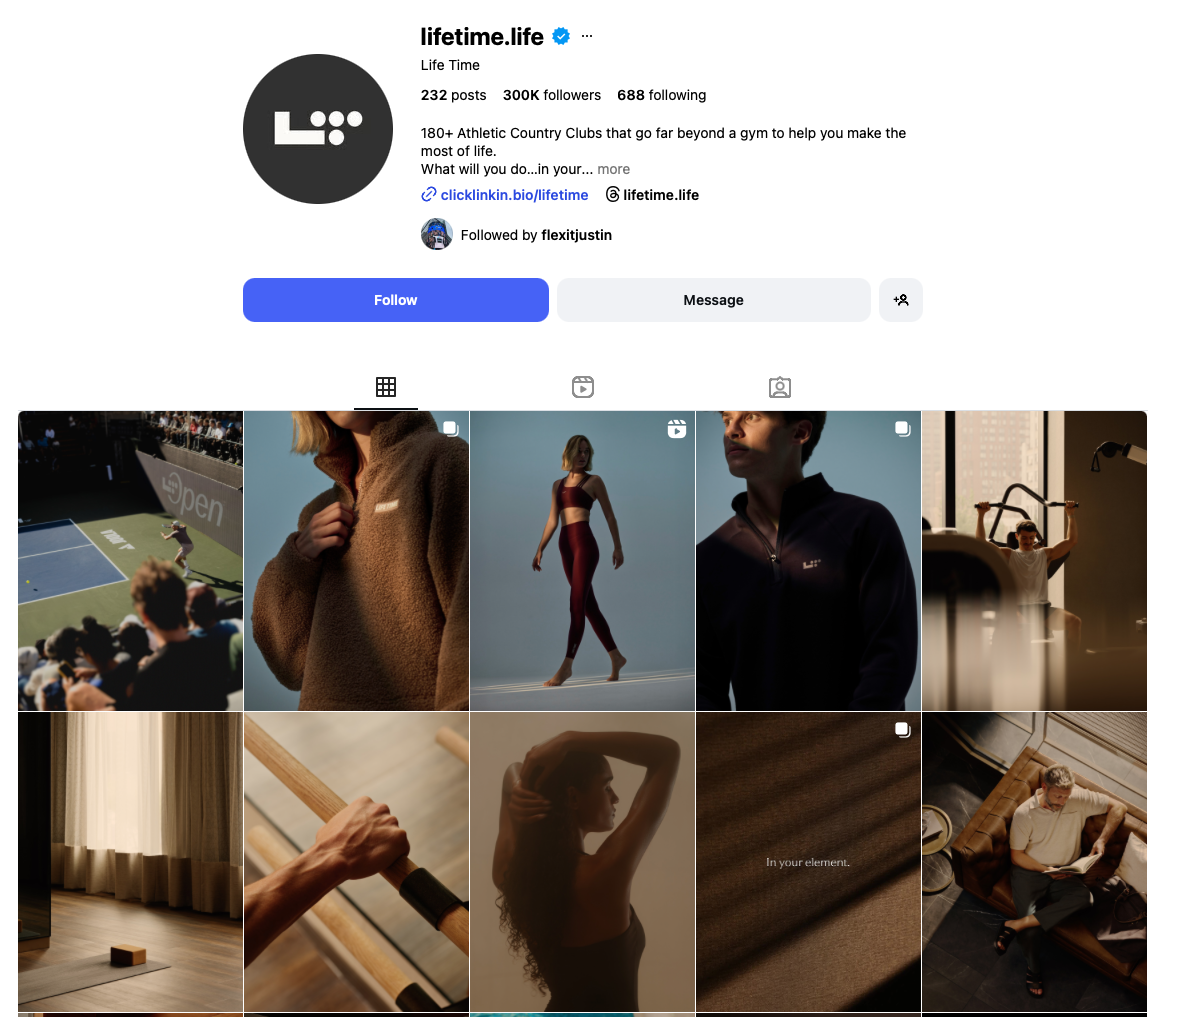 lifetime.life
Life Time
232 posts 300K followers 688 following
180+ Athletic Country Clubs that go far beyond a gym to help you make the
most of life.
What will you do...in your... more
clicklinkin.bio/lifetime lifetime.life
Followed by flexitjustin
Follow Message
Open
In your element.